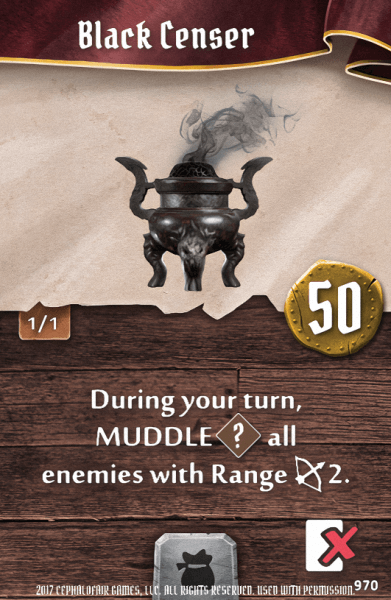 Black Censer
50
1/1
During your turn,
MUDDLE ? all
enemies with Range 2.
2017 CEPHALOFAIR GAMES, LLC. ALL RIGHTS RESERVED. USED WITH PERMISSION.
970